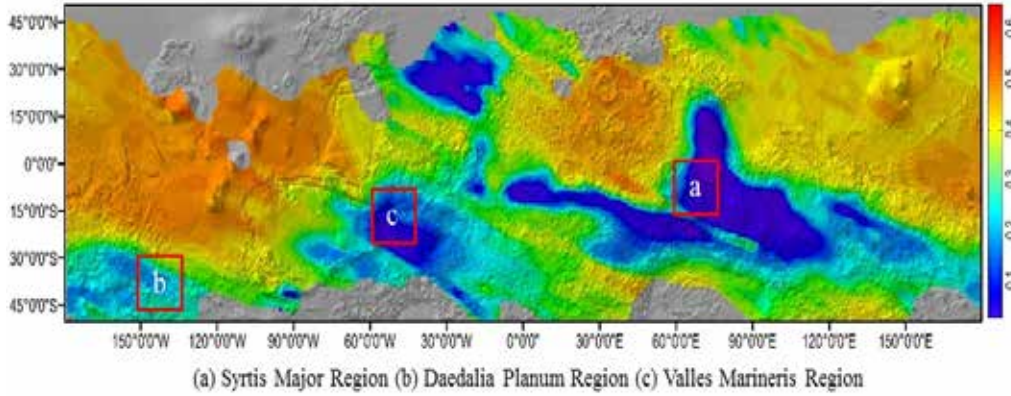 45°0'0"N
30°0'0"N
15°0'0"N
0°0'0"
15°0'0"S
30°0'0"S
45°0'0"S
a
c
b
150°0'0"W 120°0'0"W 90°0'0"W 60°0'0"W 30°0'0"W 0°0'0" 30°0'0"E 60°0'0"E 90°0'0"E 120°0'0"E 150°0'0"E
(a) Syrtis Major Region (b) Daedalia Planum Region (c) Valles Marineris Region